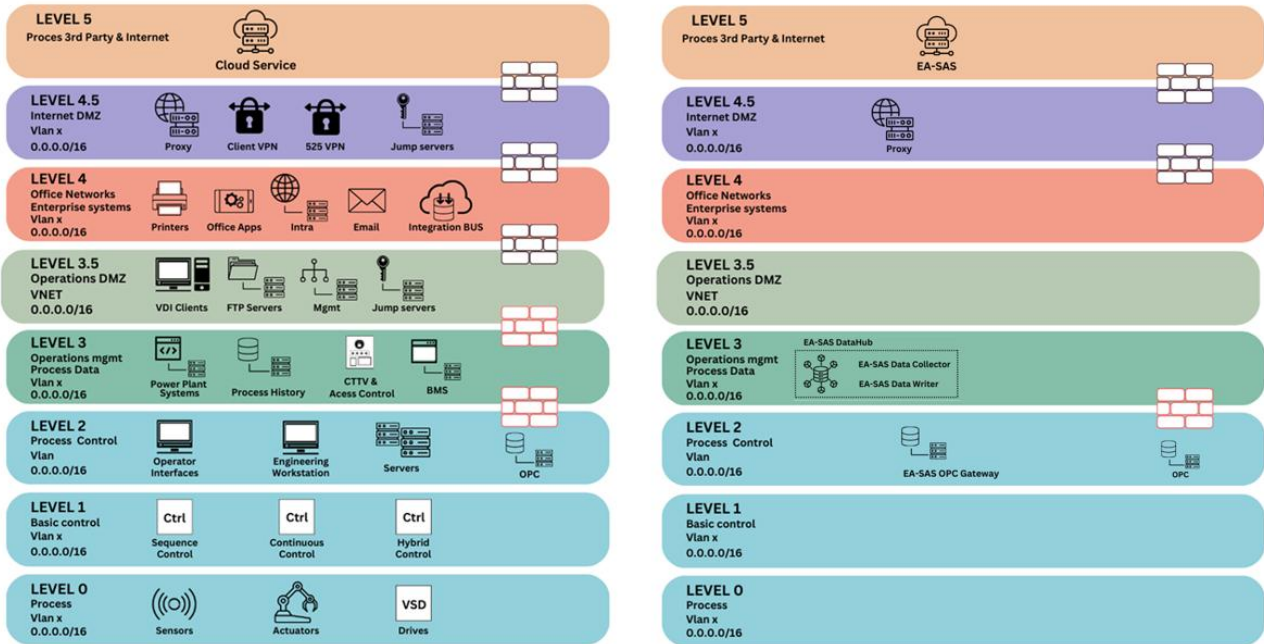 LEVEL 5
Proces 3rd Party & Internet
Cloud Service
LEVEL 4.5
Internet DMZ
Vlan x
0.0.0.0/16
Proxy
Client VPN
525 VPN
Jump servers
LEVEL 4
Office Networks
Enterprise systems
Vlan x
0.0.0.0/16
Printers
Office Apps
Intra
Email
Integration BUS
LEVEL 3.5
Operations DMZ
VNET
0.0.0.0/16
VDI Clients
FTP Servers
Mgmt
Jump servers
LEVEL 3
Operations mgmt
Process Data
Vlan x
0.0.0.0/16
Power Plant
Systems
Process History
CTTV &
Acess Control
BMS
LEVEL 2
Process Control
Vlan
0.0.0.0/16
Operator
Interfaces
Engineering
Workstation
Servers
OPC
LEVEL 1
Basic control
Vlan x
0.0.0.0/16
Ctrl
Sequence
Control
Ctrl
Continuous
Control
Ctrl
Hybrid
Control
LEVEL 0
Process
Vlan x
0.0.0.0/16
Sensors
Actuators
VSD
Drives
LEVEL 5
Proces 3rd Party & Internet
EA-SAS
LEVEL 4.5
Internet DMZ
Vlan x
0.0.0.0/16
Proxy
LEVEL 4
Office Networks
Enterprise systems
Vlan x
0.0.0.0/16
LEVEL 3.5
Operations DMZ
VNET
0.0.0.0/16
LEVEL 3
Operations mgmt
Process Data
Vlan x
0.0.0.0/16
EA-SAS DataHub
EA-SAS Data Collector
EA-SAS Data Writer
LEVEL 2
Process Control
Vlan
0.0.0.0/16
EA-SAS OPC Gateway
OPC
LEVEL 1
Basic control
Vlan x
0.0.0.0/16
LEVEL 0
Process
Vlan x
0.0.0.0/16